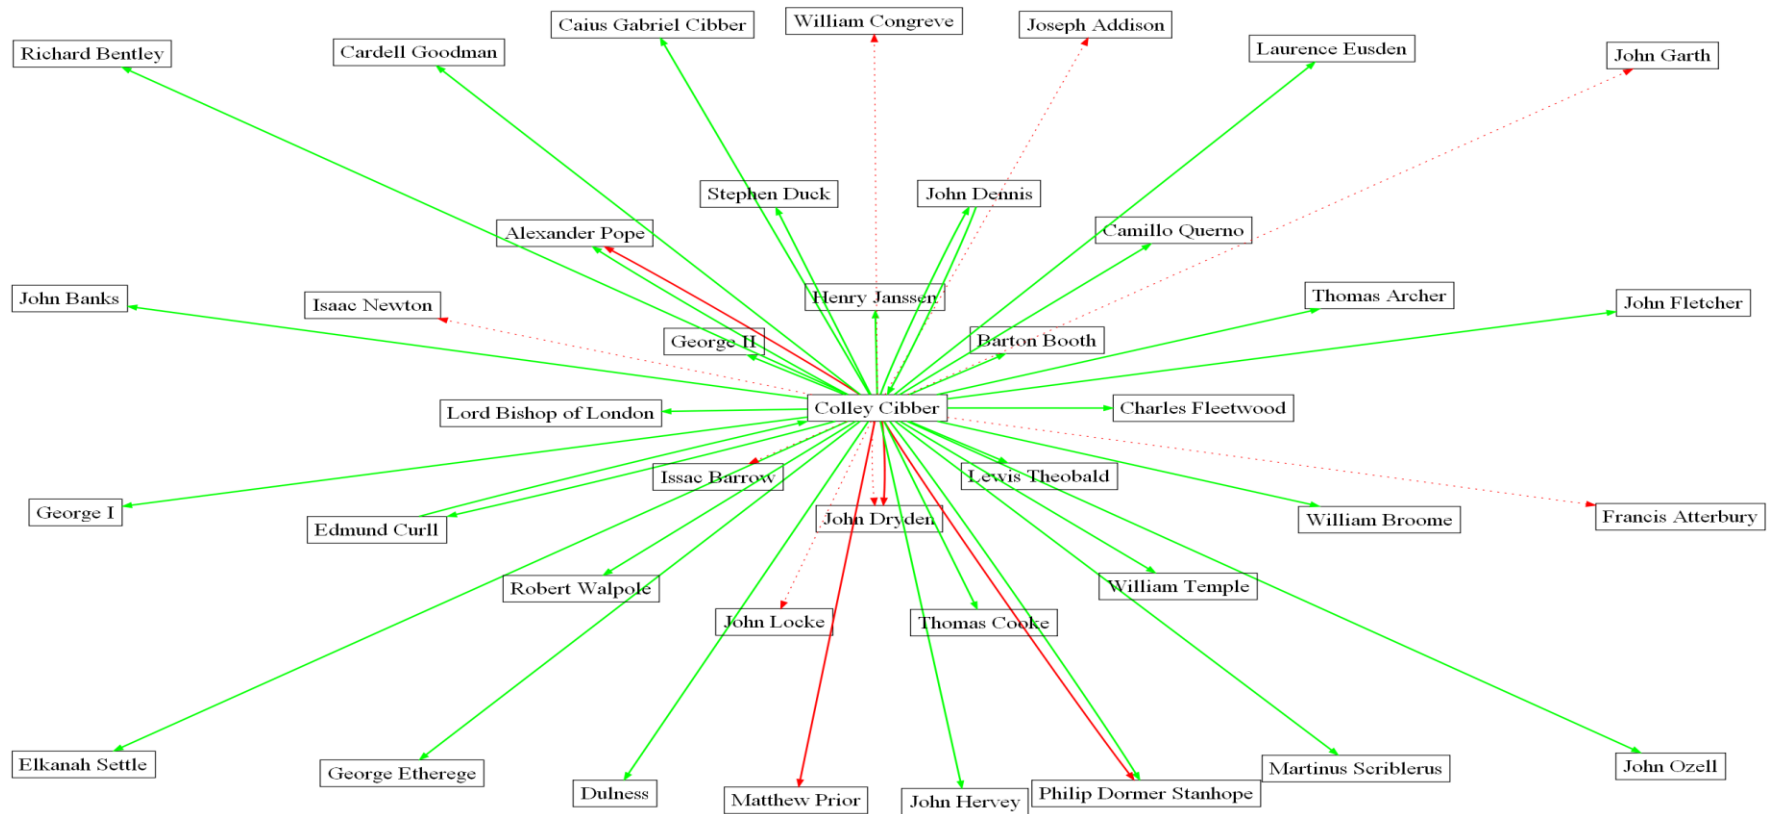 Caius Gabriel Cibber
William Congreve
Joseph Addison
Richard Bentley
Cardell Goodman
Laurence Eusden
John Garth
Stephen Duck
John Dennis
Alexander Pope
Camillo Querno
John Banks
Isaac Newton
Henry Janssen
Thomas Archer
John Fletcher
George II
Barton Booth
Lord Bishop of London
Colley Cibber
Charles Fleetwood
Issac Barrow
Lewis Theobald
George I
Edmund Curll
John Dryden
William Broome
Francis Atterbury
Robert Walpole
William Temple
John Locke
Thomas Cooke
Elkanah Settle
George Etherege
Dulness
Matthew Prior
John Hervey
Philip Dormer Stanhope
Martinus Scriblerus
John Ozell